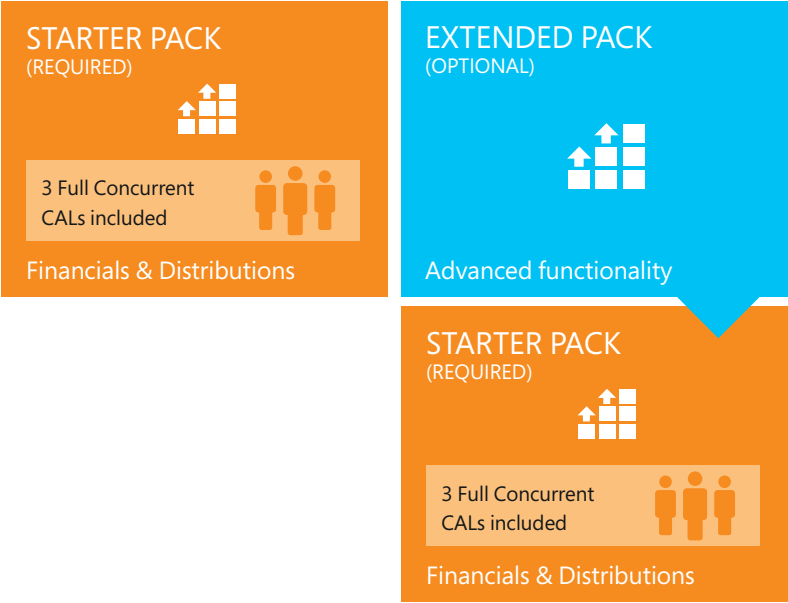 STARTER PACK
(REQUIRED)
3 Full Concurrent
CALs included
Financials & Distributions
EXTENDED PACK
(OPTIONAL)
Advanced functionality
STARTER PACK
(REQUIRED)
3 Full Concurrent
CALs included
Financials & Distributions